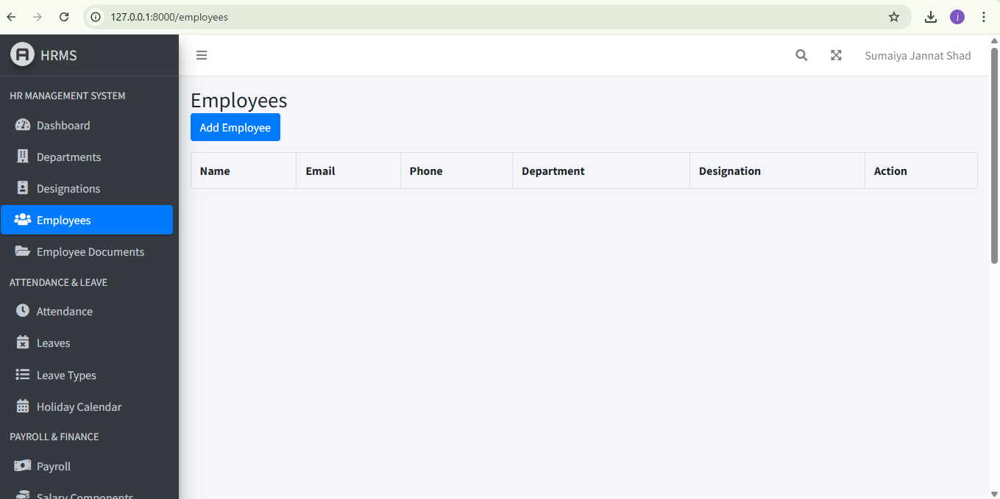 127.0.0.1:8000/employees
j
HRMS
Sumaiya Jannat Shad
HR MANAGEMENT SYSTEM
Dashboard
Departments
Designations
Employees
Employee Documents
ATTENDANCE & LEAVE
Attendance
Leaves
Leave Types
Holiday Calendar
PAYROLL & FINANCE
Payroll
Salary Components
Employees
Add Employee
Name Email Phone Department Designation Action